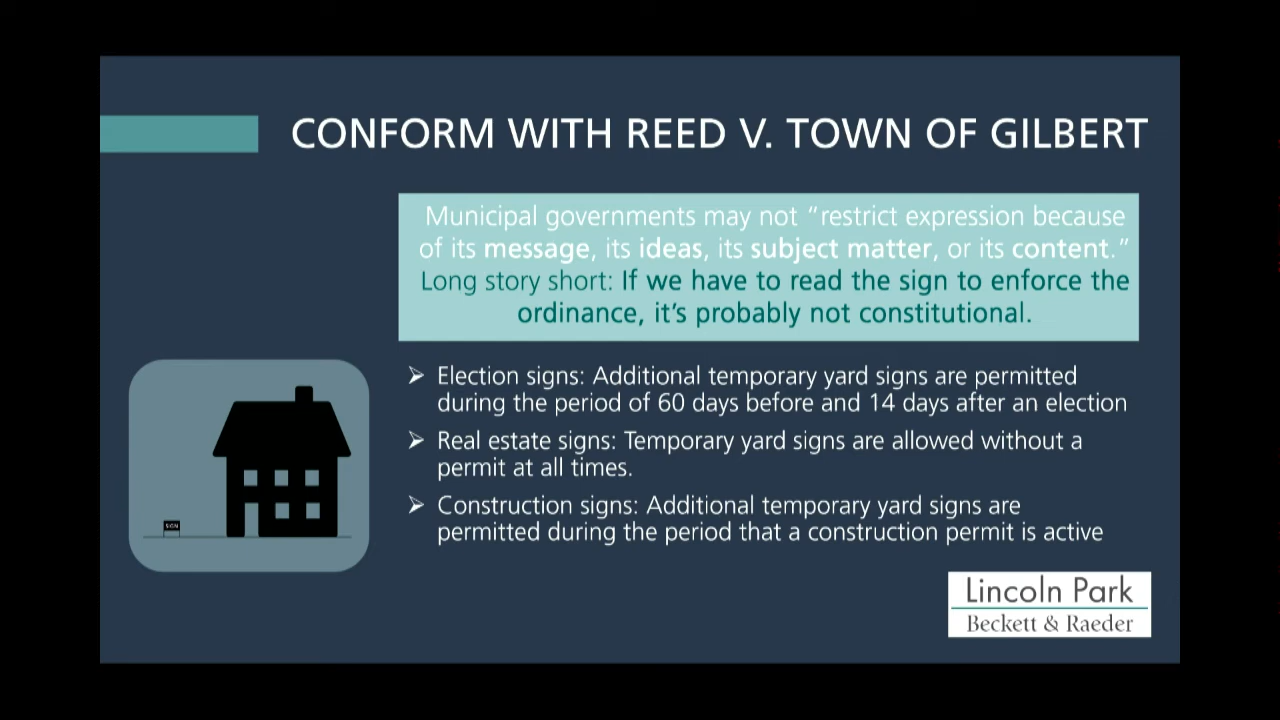 CONFORM WITH REED V. TOWN OF GILBERT
Municipal governments may not “restrict expression because
of its message, its ideas, its subject matter, or its content.”
Long story short: If we have to read the sign to enforce the
ordinance, it’s probably not constitutional.
➢ Election signs: Additional temporary yard signs are permitted
during the period of 60 days before and 14 days after an election
➢ Real estate signs: Temporary yard signs are allowed without a
permit at all times.
➢ Construction signs: Additional temporary yard signs are
permitted during the period that a construction permit is active
SIGN
Lincoln Park
Beckett & Raeder